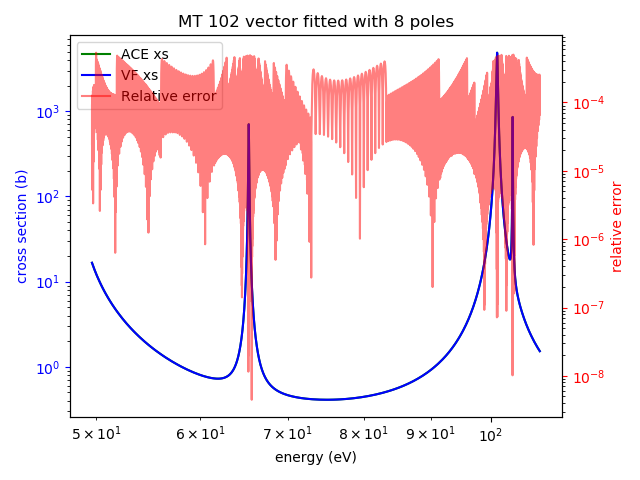 MT 102 vector fitted with 8 poles
ACE xs
VF xs
Relative error
cross section (b)
10³
10²
10¹
10⁰
relative error
10⁻⁴
10⁻⁵
10⁻⁶
10⁻⁷
10⁻⁸
5 × 10¹ 6 × 10¹ 7 × 10¹ 8 × 10¹ 9 × 10¹ 10²
energy (eV)